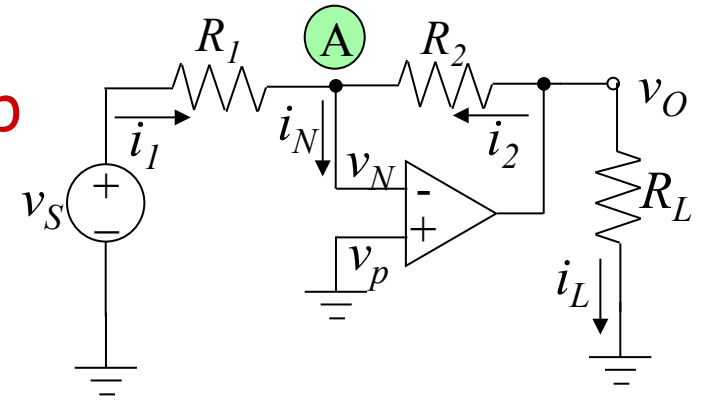 R1 A R2
p
i1 iN i2 vO
vS + − vN - RL
vp + iL